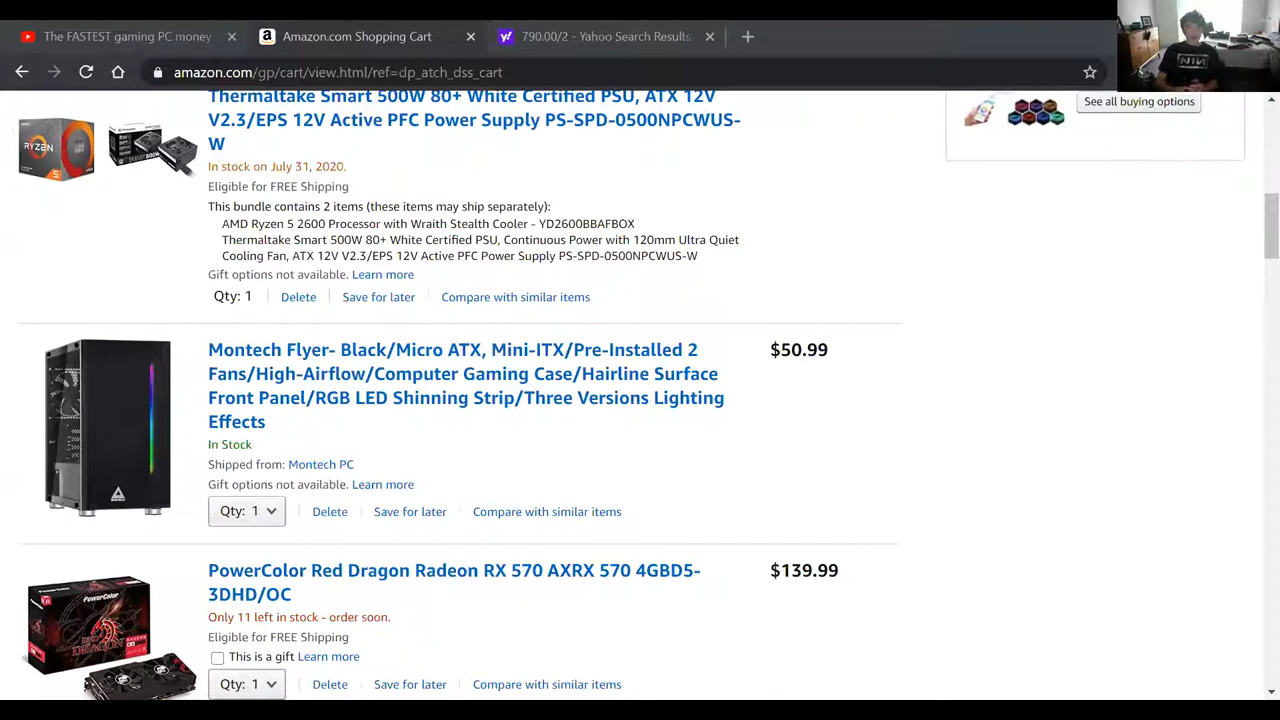 The FASTEST gaming PC money
Amazon.com Shopping Cart
790.00/2 - Yahoo Search Results
amazon.com/gp/cart/view.html/ref=dp_atch_dss_cart
See all buying options
Thermaltake Smart 500W 80+ White Certified PSU, ATX 12V
V2.3/EPS 12V Active PFC Power Supply PS-SPD-0500NPCWUS-
W
In stock on July 31, 2020.
Eligible for FREE Shipping
This bundle contains 2 items (these items may ship separately):
AMD Ryzen 5 2600 Processor with Wraith Stealth Cooler - YD2600BBAFBOX
Thermaltake Smart 500W 80+ White Certified PSU, Continuous Power with 120mm Ultra Quiet
Cooling Fan, ATX 12V V2.3/EPS 12V Active PFC Power Supply PS-SPD-0500NPCWUS-W
Gift options not available. Learn more
Qty: 1 Delete Save for later Compare with similar items
RYZEN
5
Montech Flyer- Black/Micro ATX, Mini-ITX/Pre-Installed 2
Fans/High-Airflow/Computer Gaming Case/Hairline Surface
Front Panel/RGB LED Shinning Strip/Three Versions Lighting
Effects
$50.99
In Stock
Shipped from: Montech PC
Gift options not available. Learn more
Qty: 1 Delete Save for later Compare with similar items
PowerColor Red Dragon Radeon RX 570 AXRX 570 4GBD5-
3DHD/OC
$139.99
Only 11 left in stock - order soon.
Eligible for FREE Shipping
This is a gift Learn more
Qty: 1 Delete Save for later Compare with similar items
PowerColor
NIN